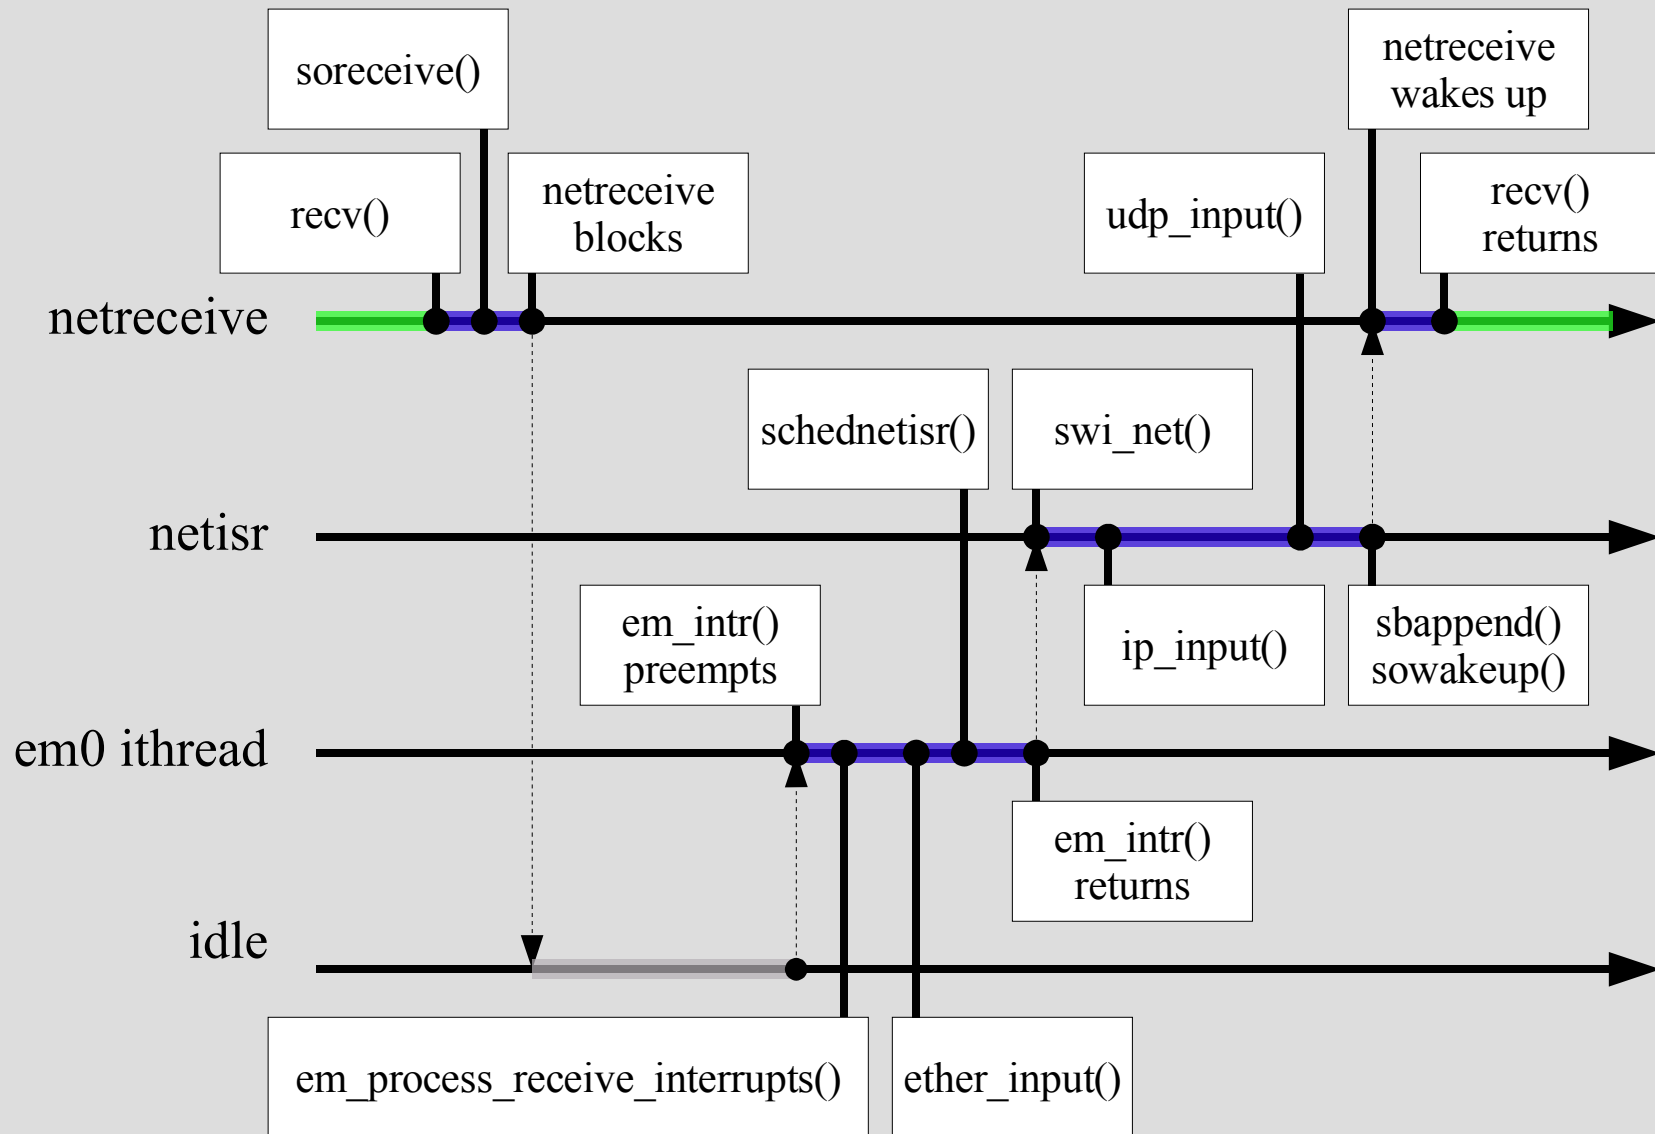 soreceive()
netreceive
wakes up
recv()
netreceive
blocks
udp_input()
recv()
returns
netreceive
schednetisr()
swi_net()
netisr
em_intr()
preempts
ip_input()
sbappend()
sowakeup()
em0 ithread
em_intr()
returns
idle
em_process_receive_interrupts()
ether_input()